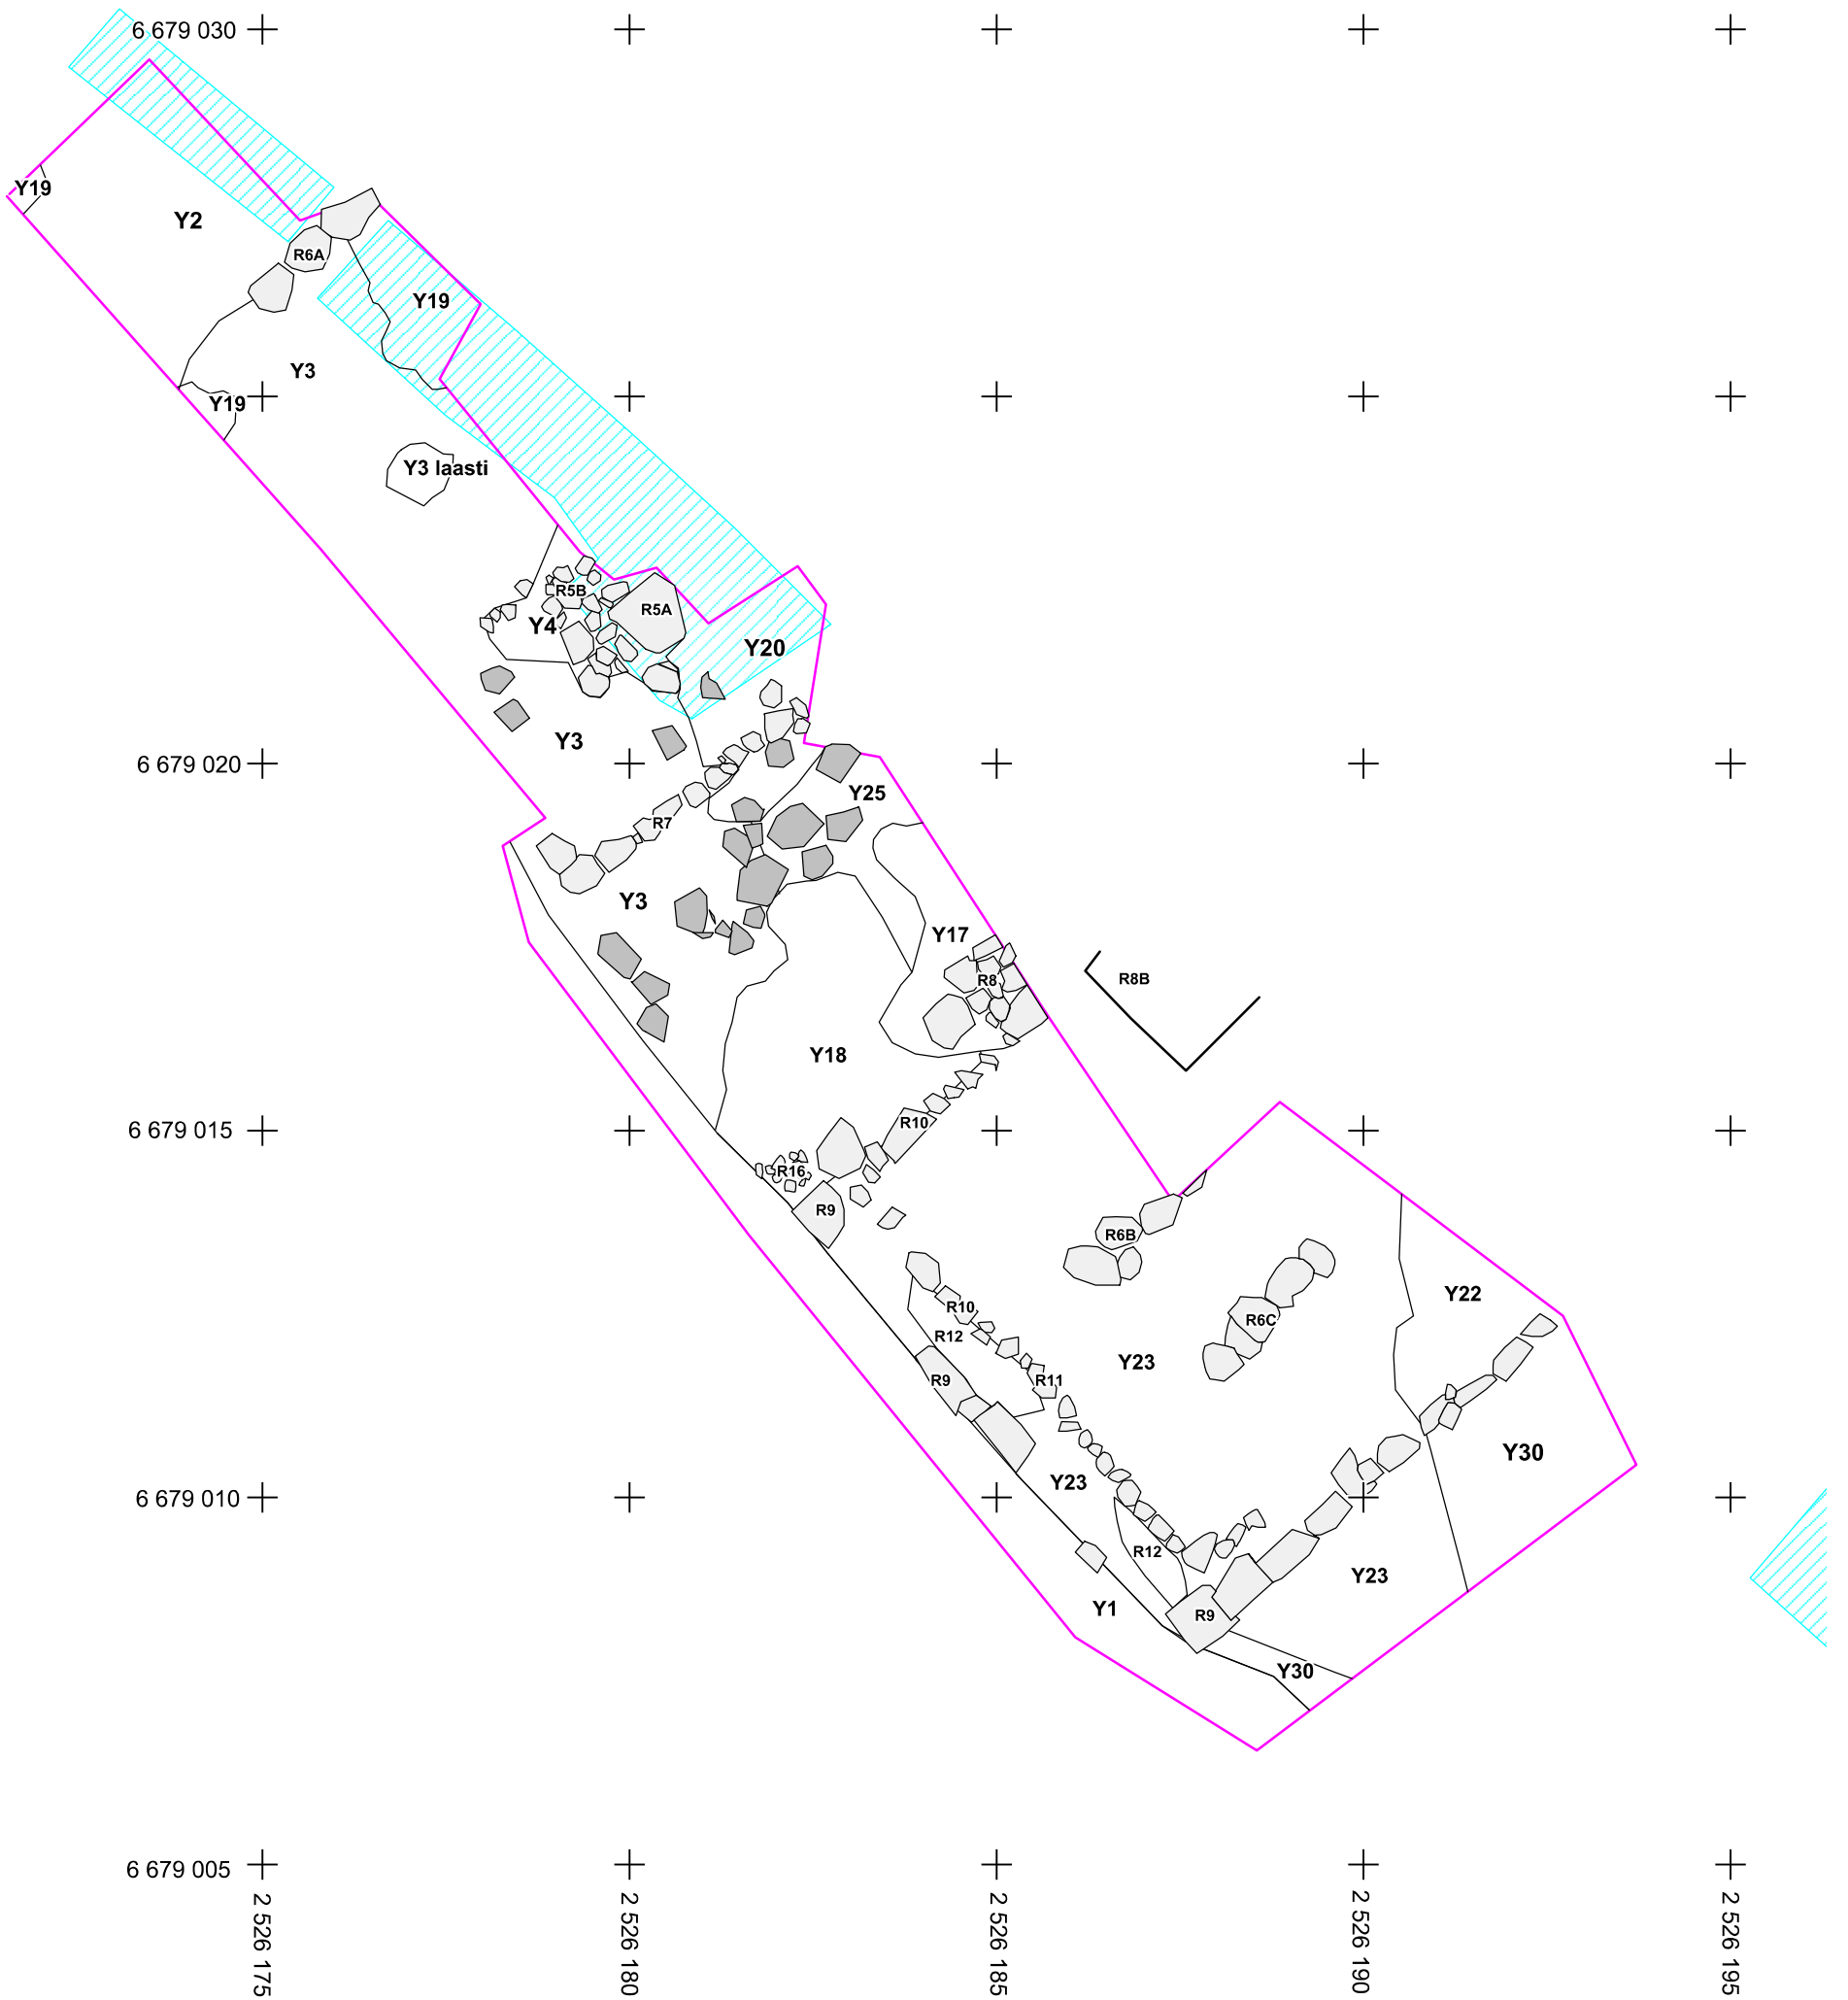 6 679 030
Y19
Y2
R6A
Y19
Y3
Y19
Y3 laasti
R5B
R5A
Y4
Y20
Y3
6 679 020
Y25
R7
Y3
Y17
R8
R8B
Y18
R10
6 679 015
R16
R9
R6B
Y22
R10
R6C
R12
Y23
R9
R11
Y30
Y23
6 679 010
R12
Y23
Y1
R9
Y30
6 679 005
2 526 175
2 526 180
2 526 185
2 526 190
2 526 195